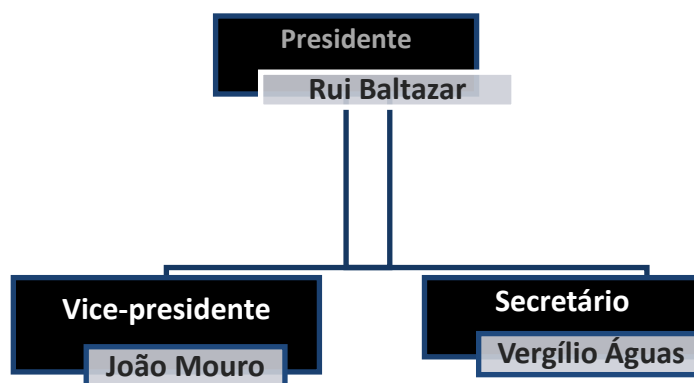 Presidente
Rui Baltazar
Vice-presidente
João Mouro
Secretário
Vergílio Águas